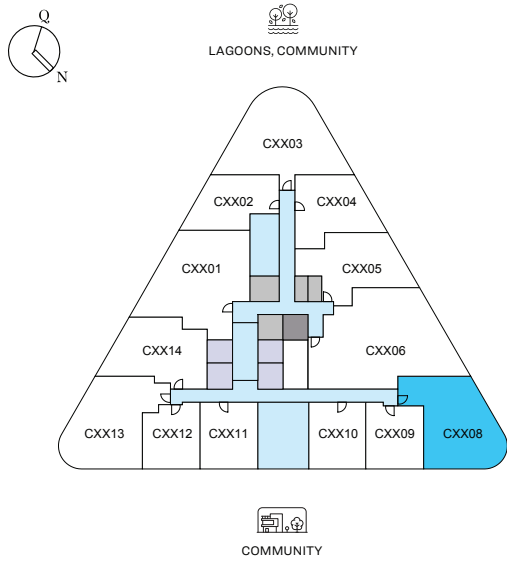 Q
N
LAGOONS, COMMUNITY
CXX03
CXX02
CXX04
CXX01
CXX05
CXX14
CXX06
CXX13
CXX12
CXX11
CXX10
CXX09
CXX08
COMMUNITY